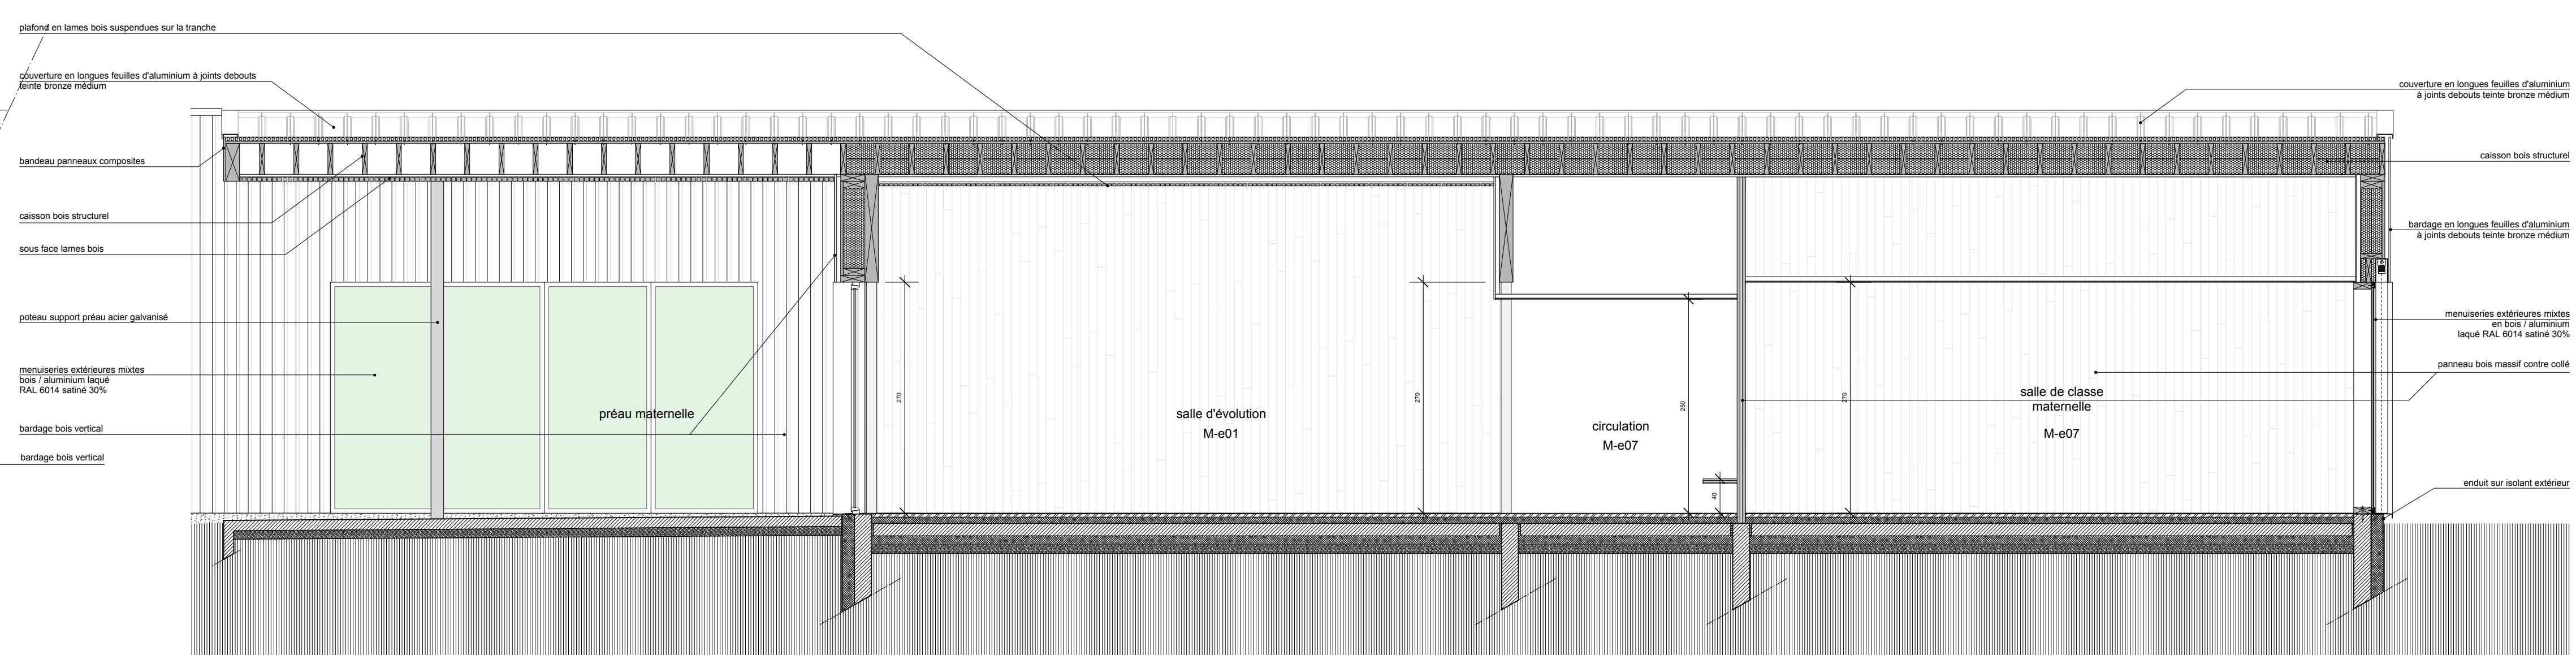 plafond en lames bois suspendues sur la tranche
couverture en longues feuilles d'aluminium à joints debouts
teinte bronze médium
bandeau panneaux composites
caisson bois structurel
sous face lames bois
poteau support préau acier galvanisé
menuiseries extérieures mixtes
bois / aluminium laqué
RAL 6014 satiné 30%
bardage bois vertical
bardage bois vertical
préau maternelle
270
salle d'évolution
M-e01
270
circulation
M-e07
250
40
270
salle de classe
maternelle
M-e07
couverture en longues feuilles d'aluminium
à joints debouts teinte bronze médium
caisson bois structurel
bardage en longues feuilles d'aluminium
à joints debouts teinte bronze médium
menuiseries extérieures mixtes
en bois / aluminium
laqué RAL 6014 satiné 30%
panneau bois massif contre collé
enduit sur isolant extérieur